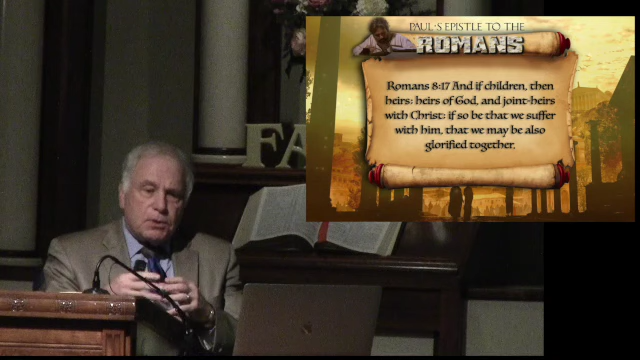 PAUL'S EPISTLE TO THE
ROMANS
Romans 8:17 And if children, then
heirs; heirs of God, and joint-heirs
with Christ; if so be that we suffer
with him, that we may be also
glorified together.
FA